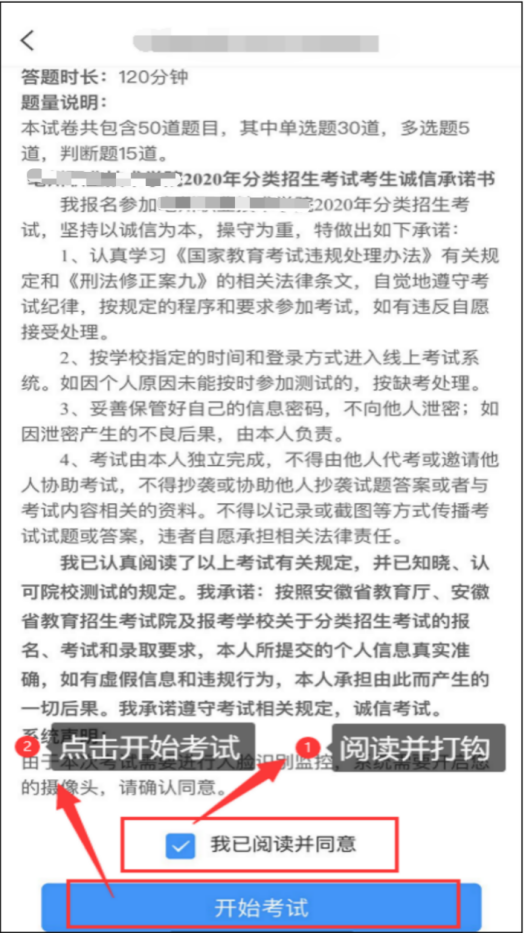 答题时长：120分钟
题量说明：
本试卷共包含50道题目，其中单选题30道，多选题5
道，判断题15道。
2020年分类招生考试考生诚信承诺书
我报名参加2020年分类招生考
试，坚持以诚信为本，操守为重，特做出如下承诺：
1、认真学习《国家教育考试违规处理办法》有关规
定和《刑法修正案九》的相关法律条文，自觉地遵守考
试纪律，按规定的程序和要求参加考试，如有违反自愿
接受处理。
2、按学校指定的时间和登录方式进入线上考试系
统。如因个人原因未能按时参加测试的，按缺考处理。
3、妥善保管好自己的信息密码，不向他人泄密；如
因泄密产生的不良后果，由本人负责。
4、考试由本人独立完成，不得由他人代考或邀请他
人协助考试，不得抄袭或协助他人抄袭试题答案或者与
考试内容相关的资料。不得以记录或截图等方式传播考
试试题或答案，违者自愿承担相关法律责任。
我已认真阅读了以上考试有关规定，并已知晓、认
可院校测试的规定。我承诺：按照安徽省教育厅、安徽
省教育招生考试院及报考学校关于分类招生考试的报
名、考试和录取要求，本人所提交的个人信息真实准
确，如有虚假信息和违规行为，本人承担由此而产生的
一切后果。我承诺遵守考试相关规定，诚信考试。
系统声明：
2 点击开始考试
1 阅读并打钩
由于本次考试需要进行人脸识别监控，系统需要开启您
的摄像头，请确认同意。
我已阅读并同意
开始考试